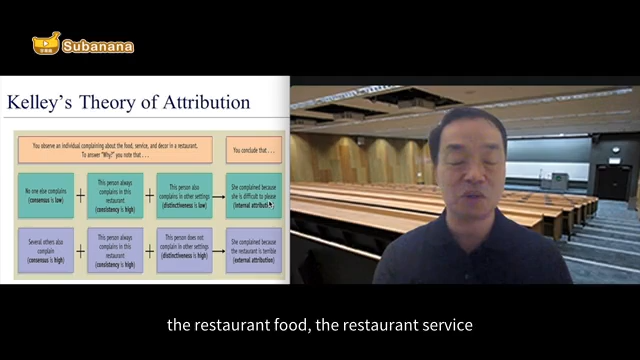 Subanana
Kelley's Theory of Attribution
You observe an individual complaining about the food, service, and decor in a restaurant.
To answer "Why?" you note that . . .
You conclude that . . .
No one else complains
(consensus is low)
+
This person always
complains in this
restaurant
(consistency is high)
+
This person also
complains in other settings
(distinctiveness is low)
She complained because
she is difficult to please
(internal attribution)
Several others also
complain
(consensus is high)
+
This person always
complains in this
restaurant
(consistency is high)
+
This person does not
complain in other settings
(distinctiveness is high)
She complained because
the restaurant is terrible
(external attribution)
the restaurant food, the restaurant service